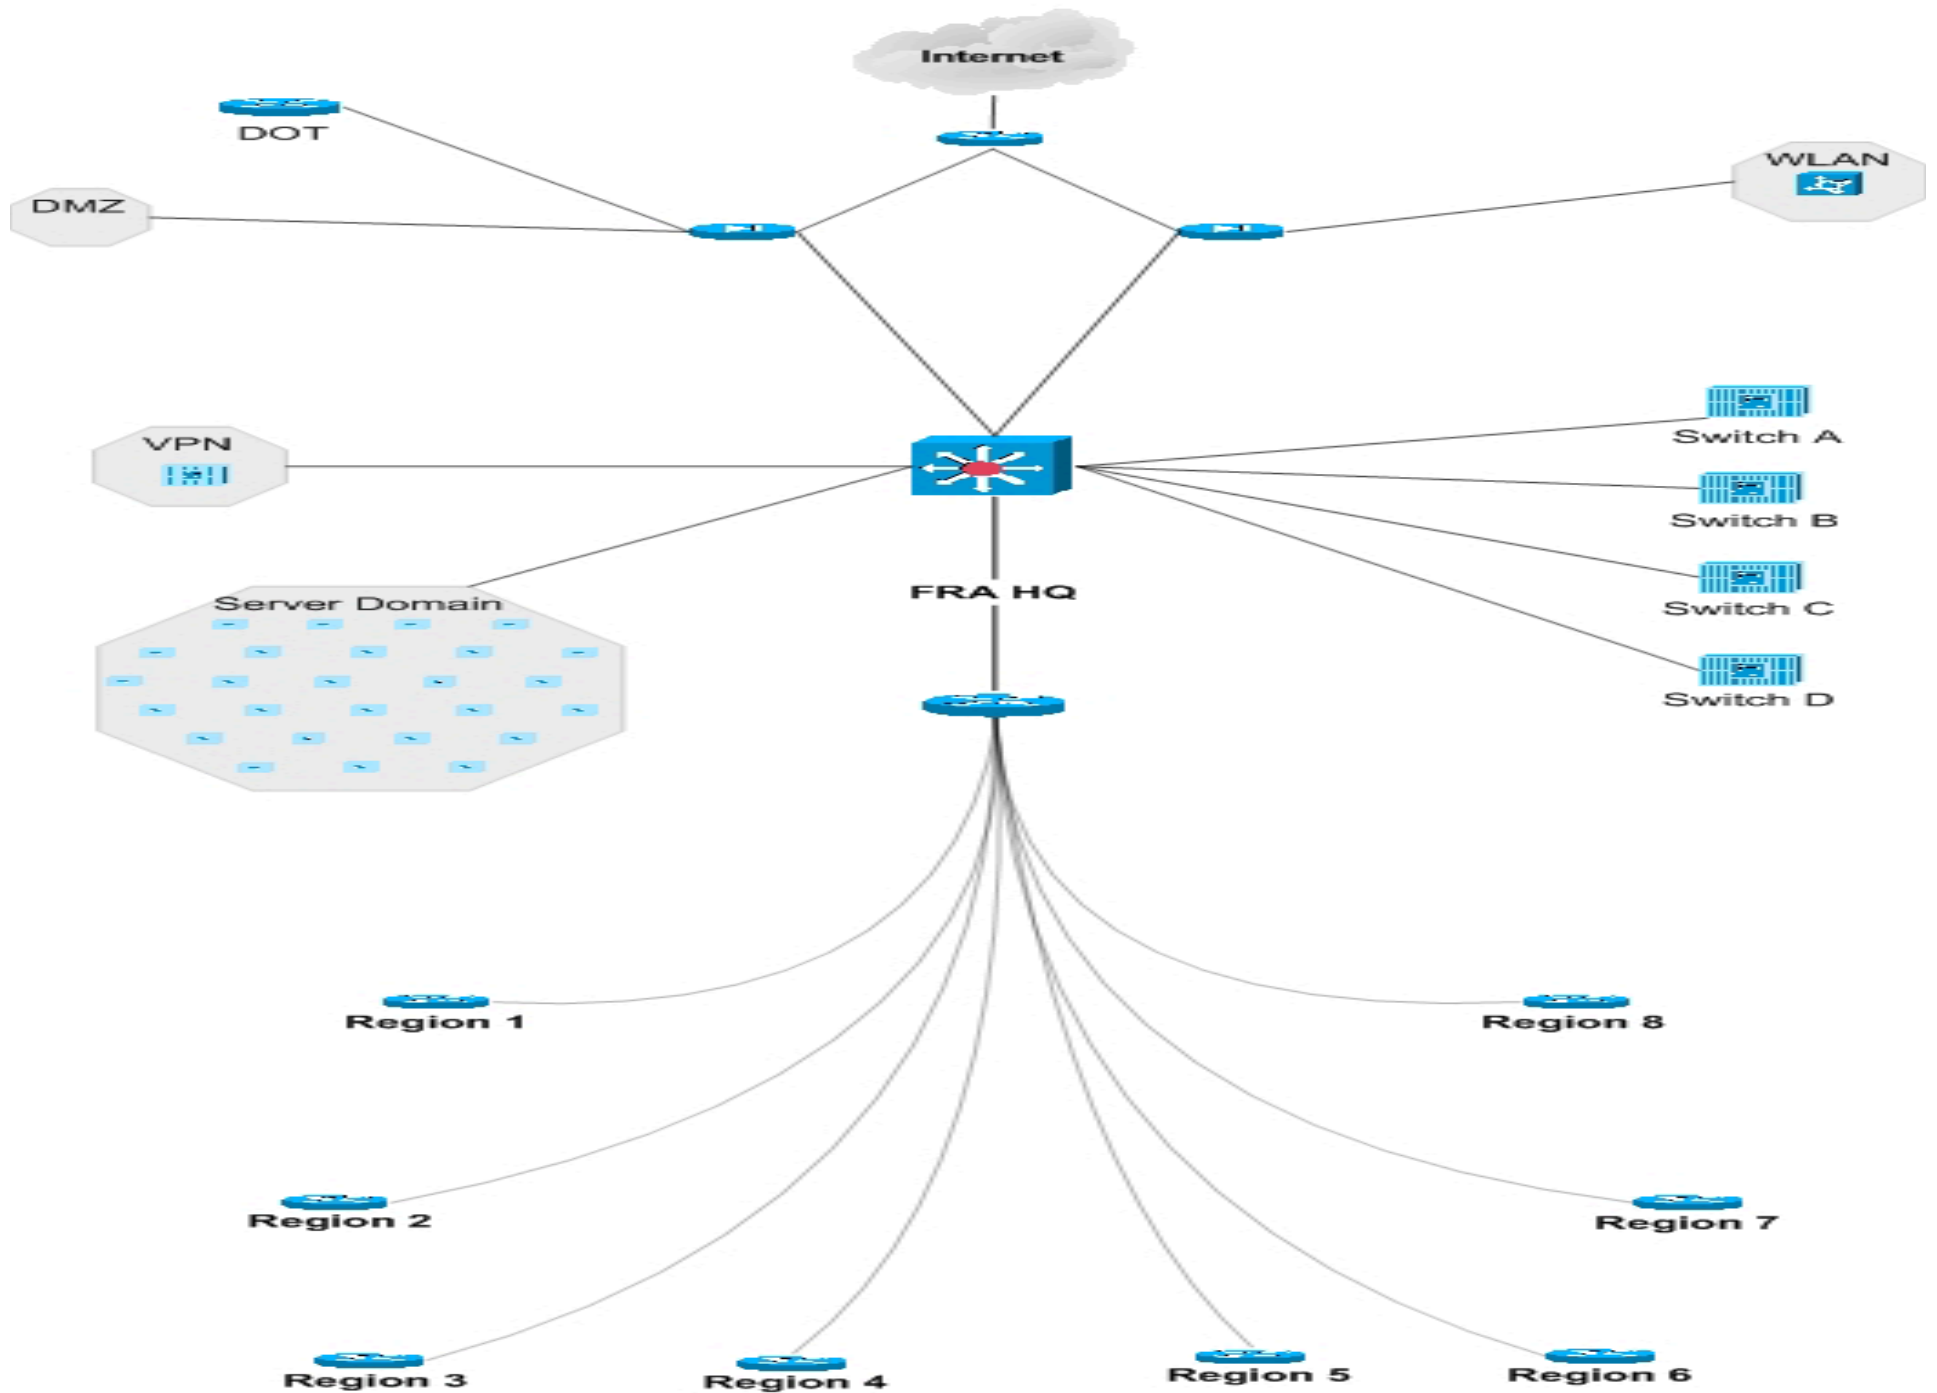 Internet
DOT
WLAN
DMZ
Switch A
VPN
Switch B
FRA HQ
Server Domain
Switch C
Switch D
Region 1
Region 8
Region 2
Region 7
Region 3
Region 4
Region 5
Region 6